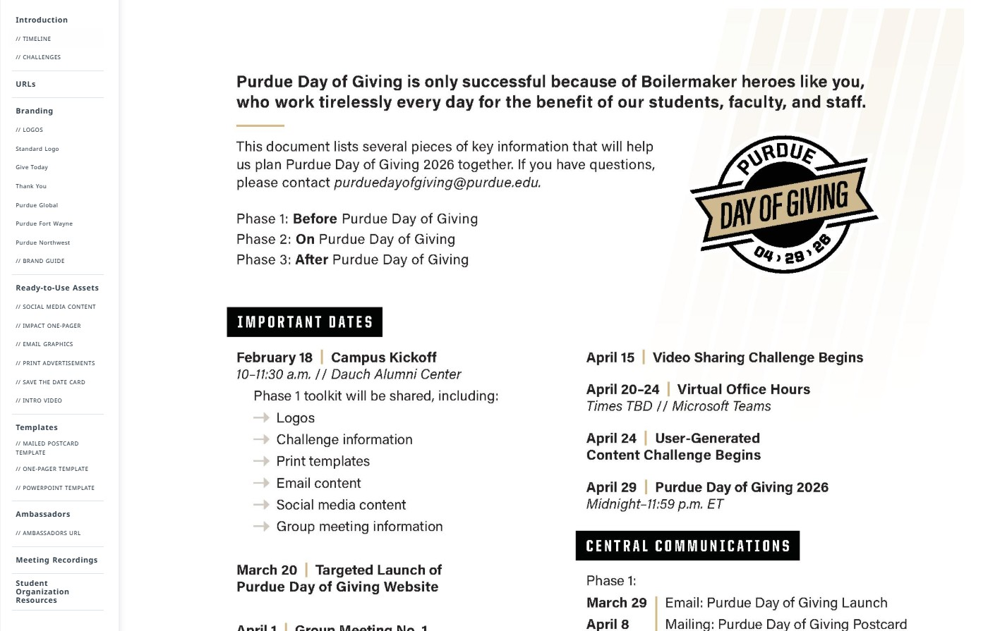 Introduction
// TIMELINE
// CHALLENGES
URLs
Branding
// LOGOS
Standard Logo
Give Today
Thank You
Purdue Global
Purdue Fort Wayne
Purdue Northwest
// BRAND GUIDE
Ready-to-Use Assets
// SOCIAL MEDIA CONTENT
// IMPACT ONE-PAGER
// EMAIL GRAPHICS
// PRINT ADVERTISEMENTS
// SAVE THE DATE CARD
// INTRO VIDEO
Templates
// MAILED POSTCARD
TEMPLATE
// ONE-PAGER TEMPLATE
// POWERPOINT TEMPLATE
Ambassadors
// AMBASSADORS URL
Meeting Recordings
Student
Organization
Resources
Purdue Day of Giving is only successful because of Boilermaker heroes like you,
who work tirelessly every day for the benefit of our students, faculty, and staff.
This document lists several pieces of key information that will help
us plan Purdue Day of Giving 2026 together. If you have questions,
please contact purduedayofgiving@purdue.edu.
Phase 1: Before Purdue Day of Giving
Phase 2: On Purdue Day of Giving
Phase 3: After Purdue Day of Giving
PURDUE
DAY OF GIVING
04 › 29 › 26
IMPORTANT DATES
February 18 | Campus Kickoff
10–11:30 a.m. // Dauch Alumni Center
Phase 1 toolkit will be shared, including:
→ Logos
→ Challenge information
→ Print templates
→ Email content
→ Social media content
→ Group meeting information
March 20 | Targeted Launch of
Purdue Day of Giving Website
April 1 | Group Meeting No. 1
April 15 | Video Sharing Challenge Begins
April 20–24 | Virtual Office Hours
Times TBD // Microsoft Teams
April 24 | User-Generated
Content Challenge Begins
April 29 | Purdue Day of Giving 2026
Midnight–11:59 p.m. ET
CENTRAL COMMUNICATIONS
Phase 1:
March 29 | Email: Purdue Day of Giving Launch
April 8 | Mailing: Purdue Day of Giving Postcard